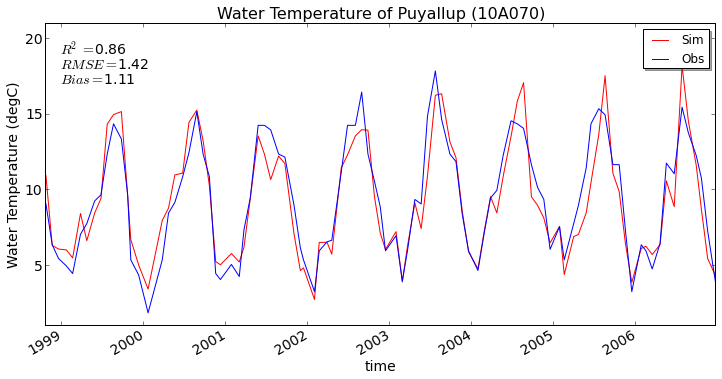 Water Temperature of Puyallup (10A070)
R² =0.86
RMSE=1.42
Bias=1.11
Sim
Obs
Water Temperature (degC)
20
15
10
5
1999 2000 2001 2002 2003 2004 2005 2006
time